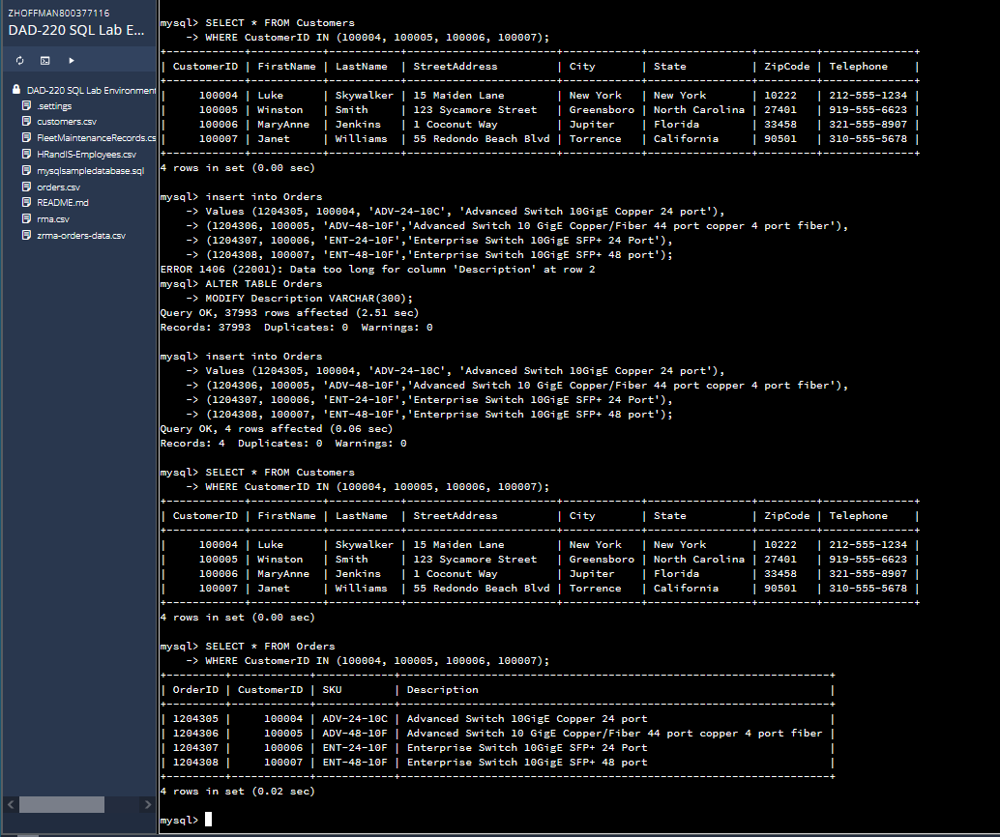 ZHOFFMAN800377116
DAD-220 SQL Lab E...
DAD-220 SQL Lab Environment
.settings
customers.csv
FleetMaintenanceRecords.cs
HRandIS-Employees.csv
mysqlsampledatabase.sql
orders.csv
README.md
rma.csv
zrma-orders-data.csv
mysql> SELECT * FROM Customers
    -> WHERE CustomerID IN (100004, 100005, 100006, 100007);
+------------+-----------+-----------+----------------------+------------+----------------+---------+--------------+
| CustomerID | FirstName | LastName  | StreetAddress        | City       | State          | ZipCode | Telephone    |
+------------+-----------+-----------+----------------------+------------+----------------+---------+--------------+
|     100004 | Luke      | Skywalker | 15 Maiden Lane       | New York   | New York       | 10222   | 212-555-1234 |
|     100005 | Winston   | Smith     | 123 Sycamore Street  | Greensboro | North Carolina | 27401   | 919-555-6623 |
|     100006 | MaryAnne  | Jenkins   | 1 Coconut Way        | Jupiter    | Florida        | 33458   | 321-555-8907 |
|     100007 | Janet     | Williams  | 55 Redondo Beach Blvd | Torrence   | California     | 90501   | 310-555-5678 |
+------------+-----------+-----------+----------------------+------------+----------------+---------+--------------+
4 rows in set (0.00 sec)
mysql> insert into Orders
    -> Values (1204305, 100004, 'ADV-24-10C', 'Advanced Switch 10GigE Copper 24 port'),
    -> (1204306, 100005, 'ADV-48-10F','Advanced Switch 10 GigE Copper/Fiber 44 port copper 4 port fiber'),
    -> (1204307, 100006, 'ENT-24-10F','Enterprise Switch 10GigE SFP+ 24 Port'),
    -> (1204308, 100007, 'ENT-48-10F','Enterprise Switch 10GigE SFP+ 48 port');
ERROR 1406 (22001): Data too long for column 'Description' at row 2
mysql> ALTER TABLE Orders
    -> MODIFY Description VARCHAR(300);
Query OK, 37993 rows affected (2.51 sec)
Records: 37993  Duplicates: 0  Warnings: 0
mysql> insert into Orders
    -> Values (1204305, 100004, 'ADV-24-10C', 'Advanced Switch 10GigE Copper 24 port'),
    -> (1204306, 100005, 'ADV-48-10F','Advanced Switch 10 GigE Copper/Fiber 44 port copper 4 port fiber'),
    -> (1204307, 100006, 'ENT-24-10F','Enterprise Switch 10GigE SFP+ 24 Port'),
    -> (1204308, 100007, 'ENT-48-10F','Enterprise Switch 10GigE SFP+ 48 port');
Query OK, 4 rows affected (0.06 sec)
Records: 4  Duplicates: 0  Warnings: 0
mysql> SELECT * FROM Customers
    -> WHERE CustomerID IN (100004, 100005, 100006, 100007);
+------------+-----------+-----------+----------------------+------------+----------------+---------+--------------+
| CustomerID | FirstName | LastName  | StreetAddress        | City       | State          | ZipCode | Telephone    |
+------------+-----------+-----------+----------------------+------------+----------------+---------+--------------+
|     100004 | Luke      | Skywalker | 15 Maiden Lane       | New York   | New York       | 10222   | 212-555-1234 |
|     100005 | Winston   | Smith     | 123 Sycamore Street  | Greensboro | North Carolina | 27401   | 919-555-6623 |
|     100006 | MaryAnne  | Jenkins   | 1 Coconut Way        | Jupiter    | Florida        | 33458   | 321-555-8907 |
|     100007 | Janet     | Williams  | 55 Redondo Beach Blvd | Torrence   | California     | 90501   | 310-555-5678 |
+------------+-----------+-----------+----------------------+------------+----------------+---------+--------------+
4 rows in set (0.00 sec)
mysql> SELECT * FROM Orders
    -> WHERE CustomerID IN (100004, 100005, 100006, 100007);
+---------+------------+------------+------------------------------------------------------------------+
| OrderID | CustomerID | SKU        | Description                                                      |
+---------+------------+------------+------------------------------------------------------------------+
| 1204305 |     100004 | ADV-24-10C | Advanced Switch 10GigE Copper 24 port                            |
| 1204306 |     100005 | ADV-48-10F | Advanced Switch 10 GigE Copper/Fiber 44 port copper 4 port fiber |
| 1204307 |     100006 | ENT-24-10F | Enterprise Switch 10GigE SFP+ 24 Port                            |
| 1204308 |     100007 | ENT-48-10F | Enterprise Switch 10GigE SFP+ 48 port                            |
+---------+------------+------------+------------------------------------------------------------------+
4 rows in set (0.02 sec)
mysql>